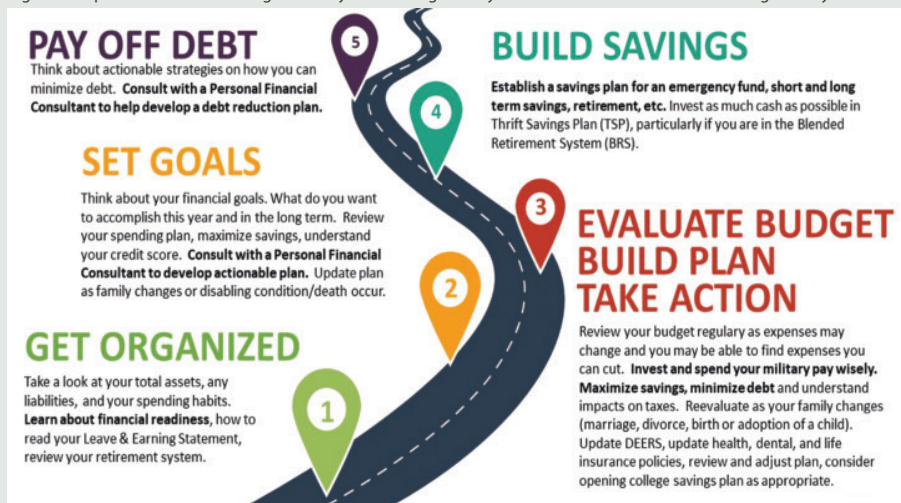 PAY OFF DEBT
Think about actionable strategies on how you can
minimize debt. Consult with a Personal Financial
Consultant to help develop a debt reduction plan.
5
BUILD SAVINGS
Establish a savings plan for an emergency fund, short and long
term savings, retirement, etc. Invest as much cash as possible in
Thrift Savings Plan (TSP), particularly if you are in the Blended
Retirement System (BRS).
4
SET GOALS
Think about your financial goals. What do you want
to accomplish this year and in the long term. Review
your spending plan, maximize savings, understand
your credit score. Consult with a Personal Financial
Consultant to develop actionable plan. Update plan
as family changes or disabling condition/death occur.
2
3
EVALUATE BUDGET
BUILD PLAN
TAKE ACTION
Review your budget regulary as expenses may
change and you may be able to find expenses you
can cut. Invest and spend your military pay wisely.
Maximize savings, minimize debt and understand
impacts on taxes. Reevaluate as your family changes
(marriage, divorce, birth or adoption of a child).
Update DEERS, update health, dental, and life
insurance policies, review and adjust plan, consider
opening college savings plan as appropriate.
GET ORGANIZED
Take a look at your total assets, any
liabilities, and your spending habits.
Learn about financial readiness, how to
read your Leave & Earning Statement,
review your retirement system.
1